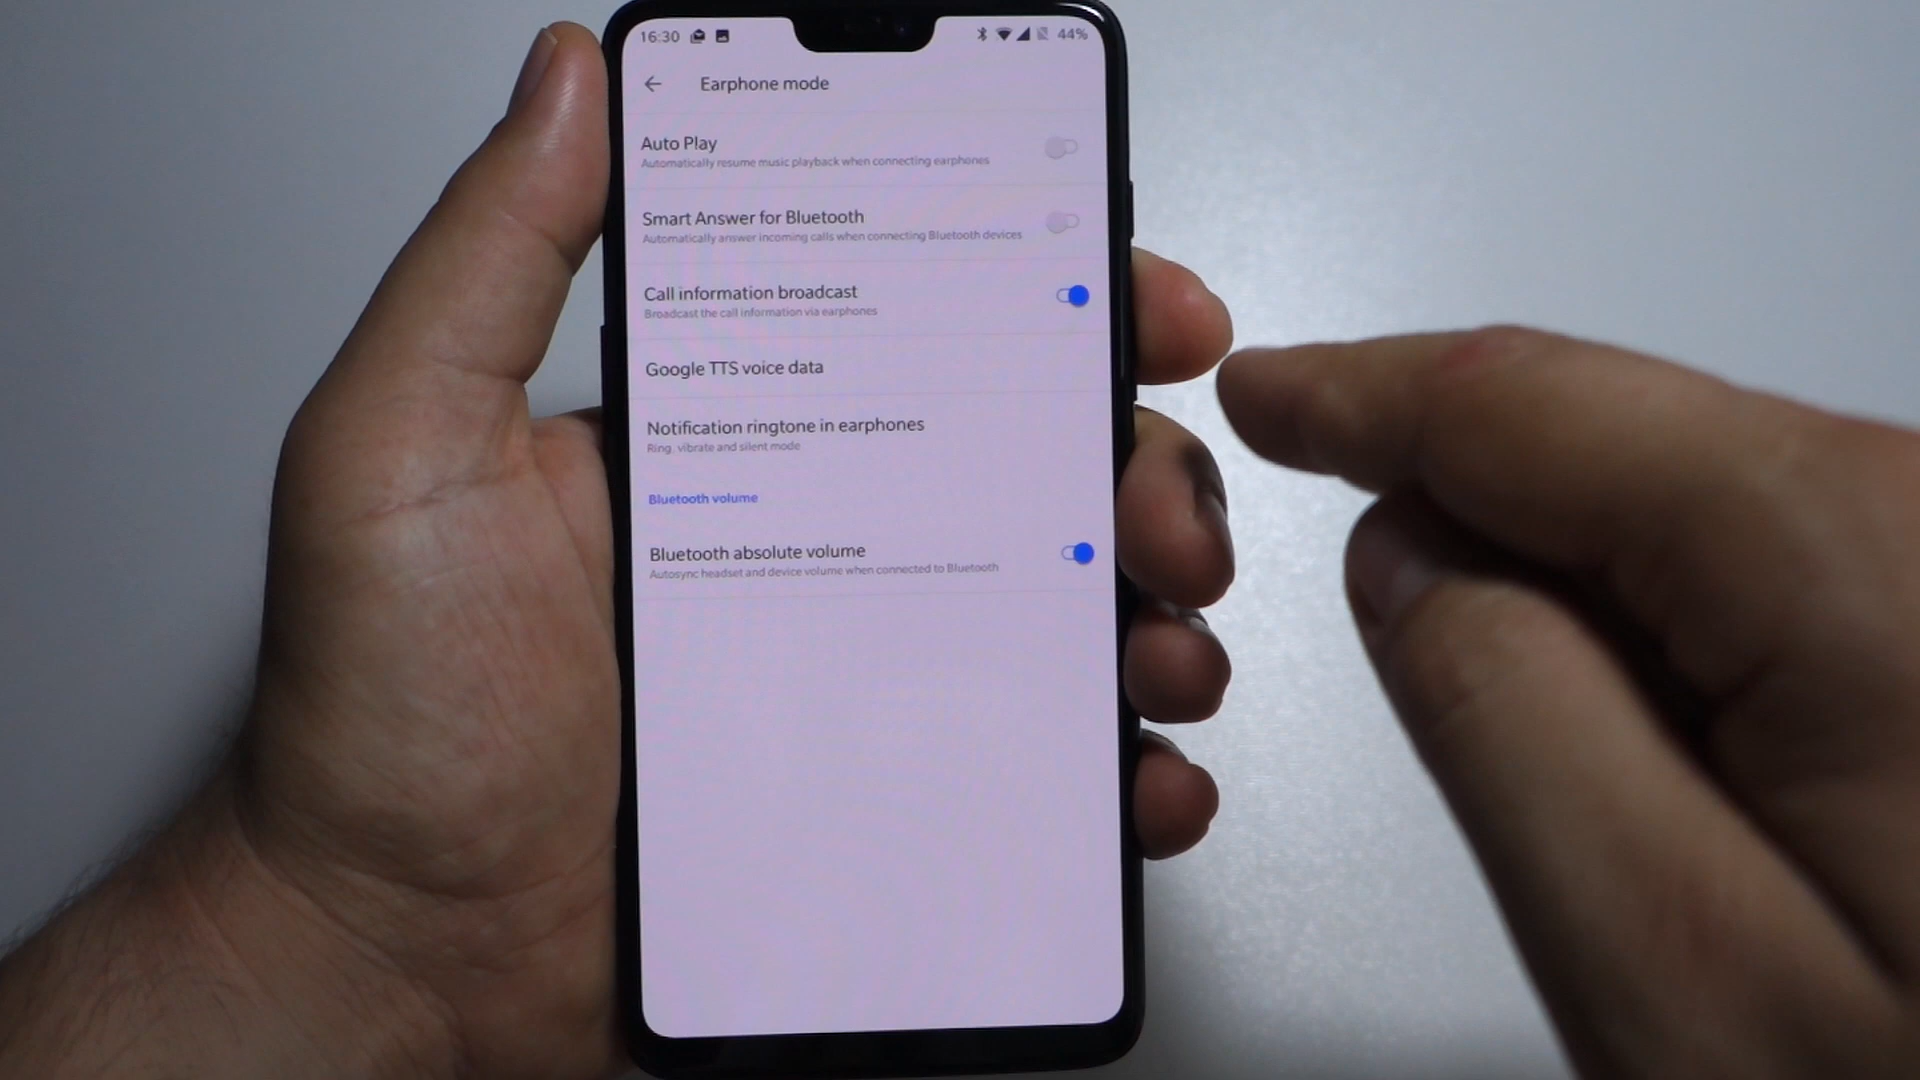 16:30
44%
Earphone mode
Auto Play
Automatically resume music playback when connecting earphones
Smart Answer for Bluetooth
Automatically answer incoming calls when connecting Bluetooth devices
Call information broadcast
Broadcast the call information via earphones
Google TTS voice data
Notification ringtone in earphones
Ring, vibrate and silent mode
Bluetooth volume
Bluetooth absolute volume
Autosync headset and device volume when connected to Bluetooth